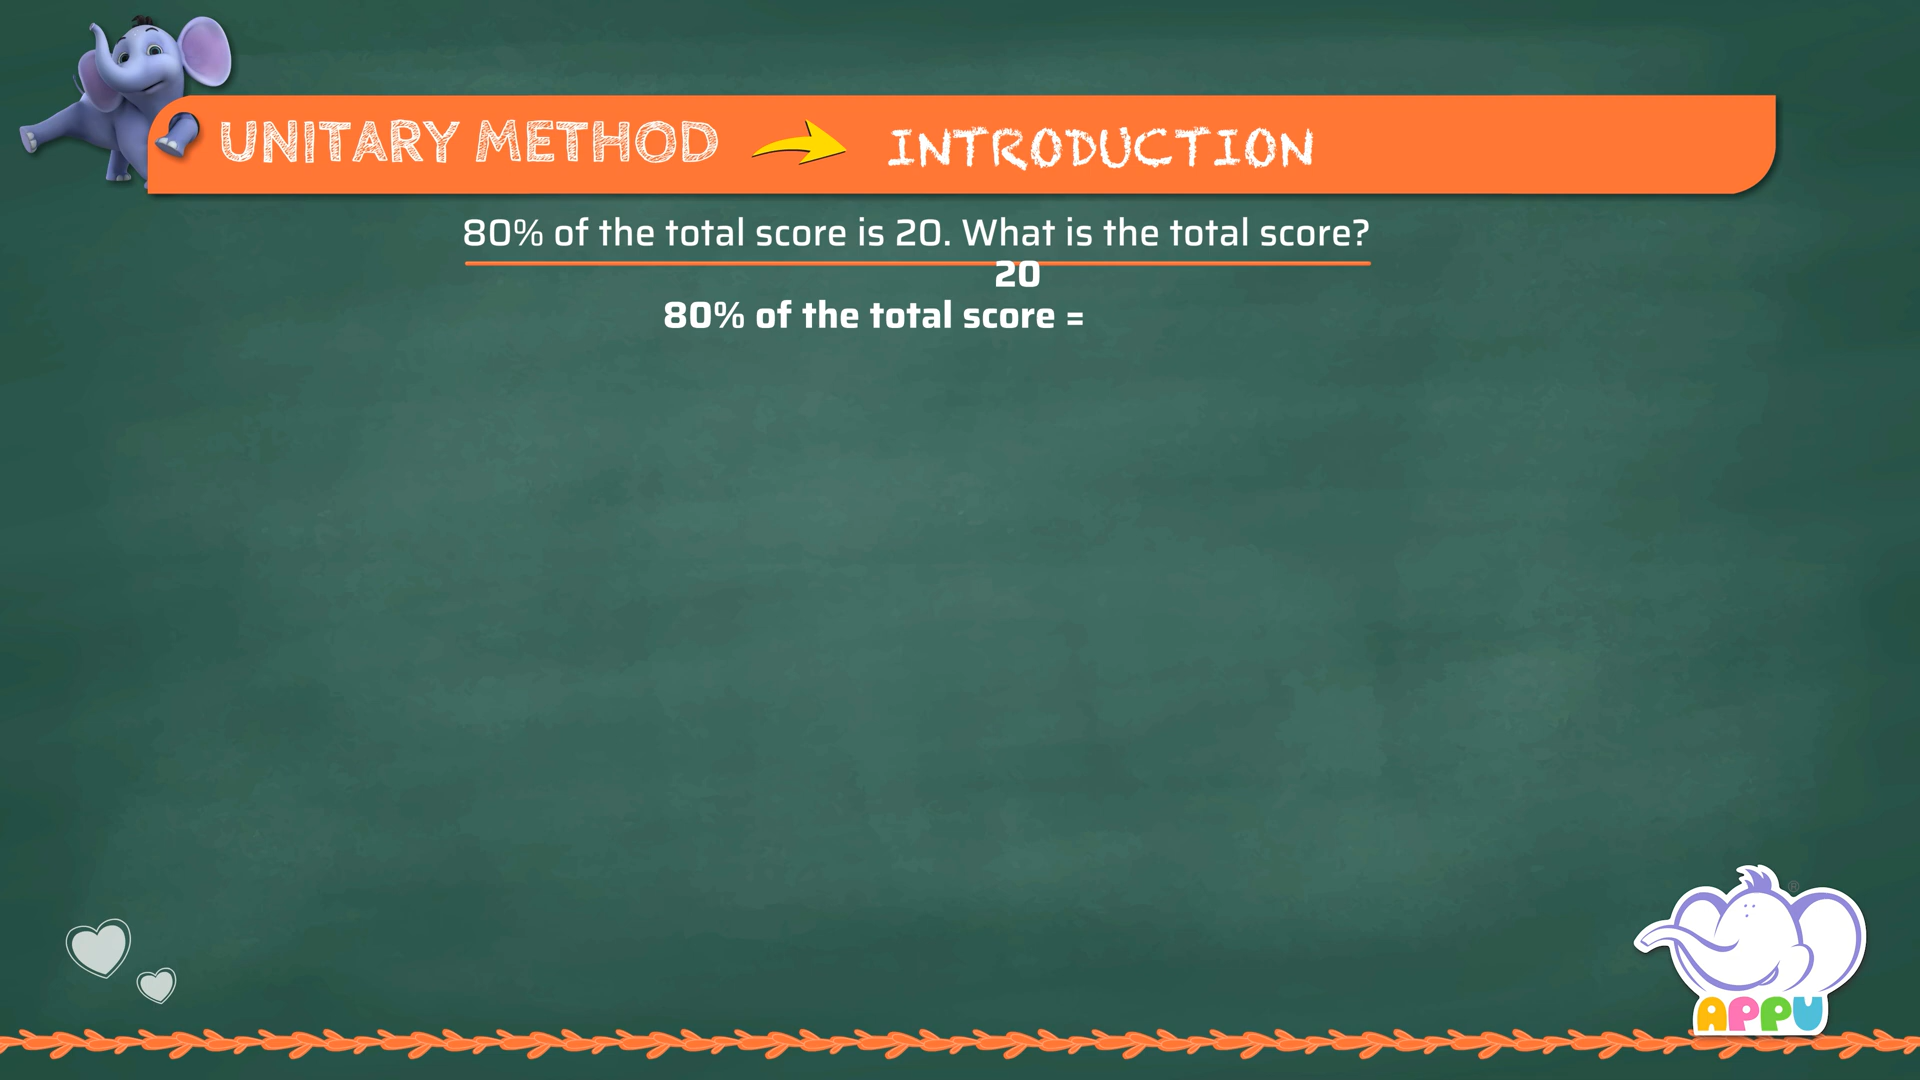 UNITARY METHOD INTRODUCTION
80% of the total score is 20. What is the total score?
20
80% of the total score =
®
APPU